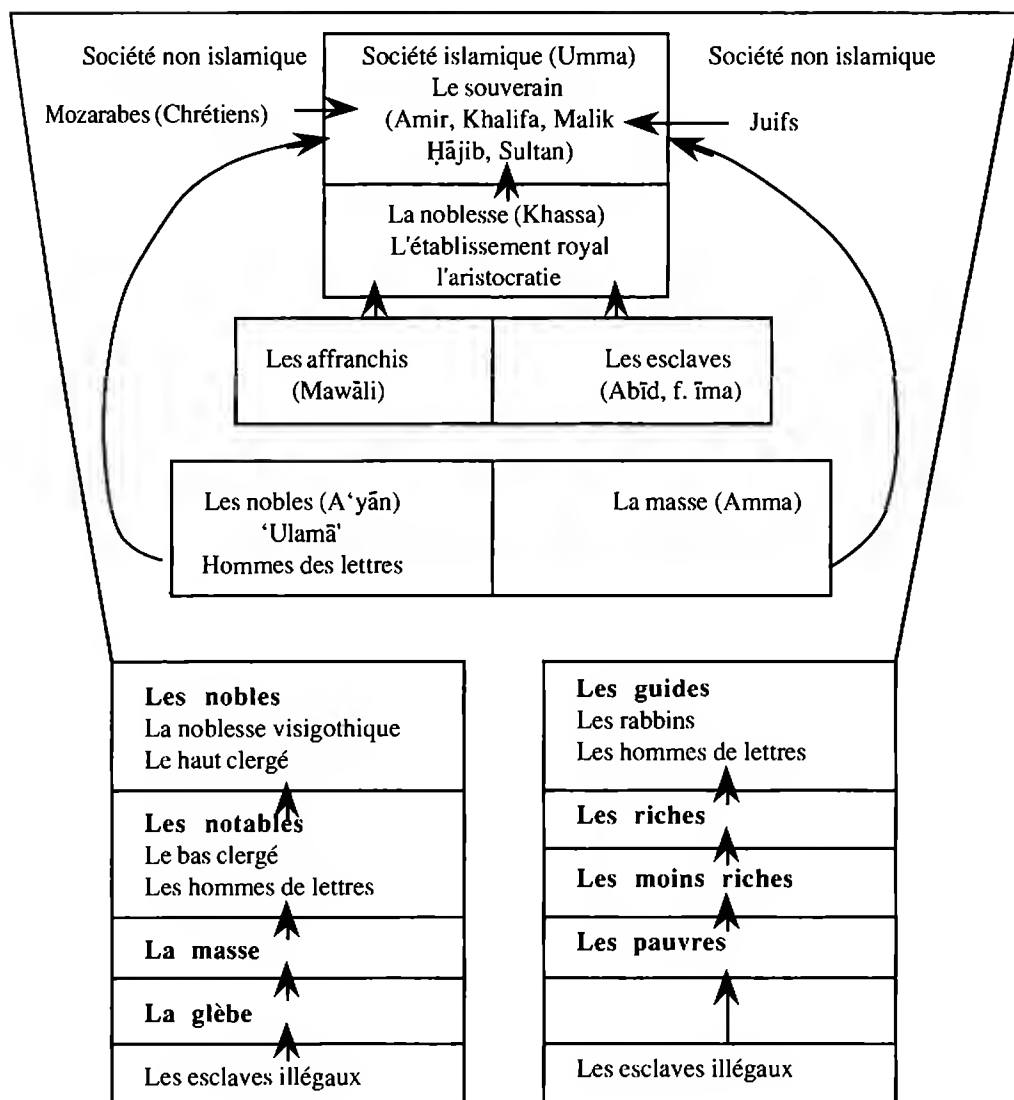 Société non islamique
Société islamique (Umma)
Société non islamique
Le souverain
Mozarabes (Chrétiens)
(Amir, Khalifa, Malik
Juifs
Ḥājib, Sultan)
La noblesse (Khassa)
L'établissement royal
l'aristocratie
Les affranchis
(Mawāli)
Les esclaves
(Abīd, f. īma)
Les nobles (A‘yān)
‘Ulamā'
Hommes des lettres
La masse (Amma)
Les nobles
La noblesse visigothique
Le haut clergé
Les notables
Le bas clergé
Les hommes de lettres
La masse
La glèbe
Les esclaves illégaux
Les guides
Les rabbins
Les hommes de lettres
Les riches
Les moins riches
Les pauvres
Les esclaves illégaux